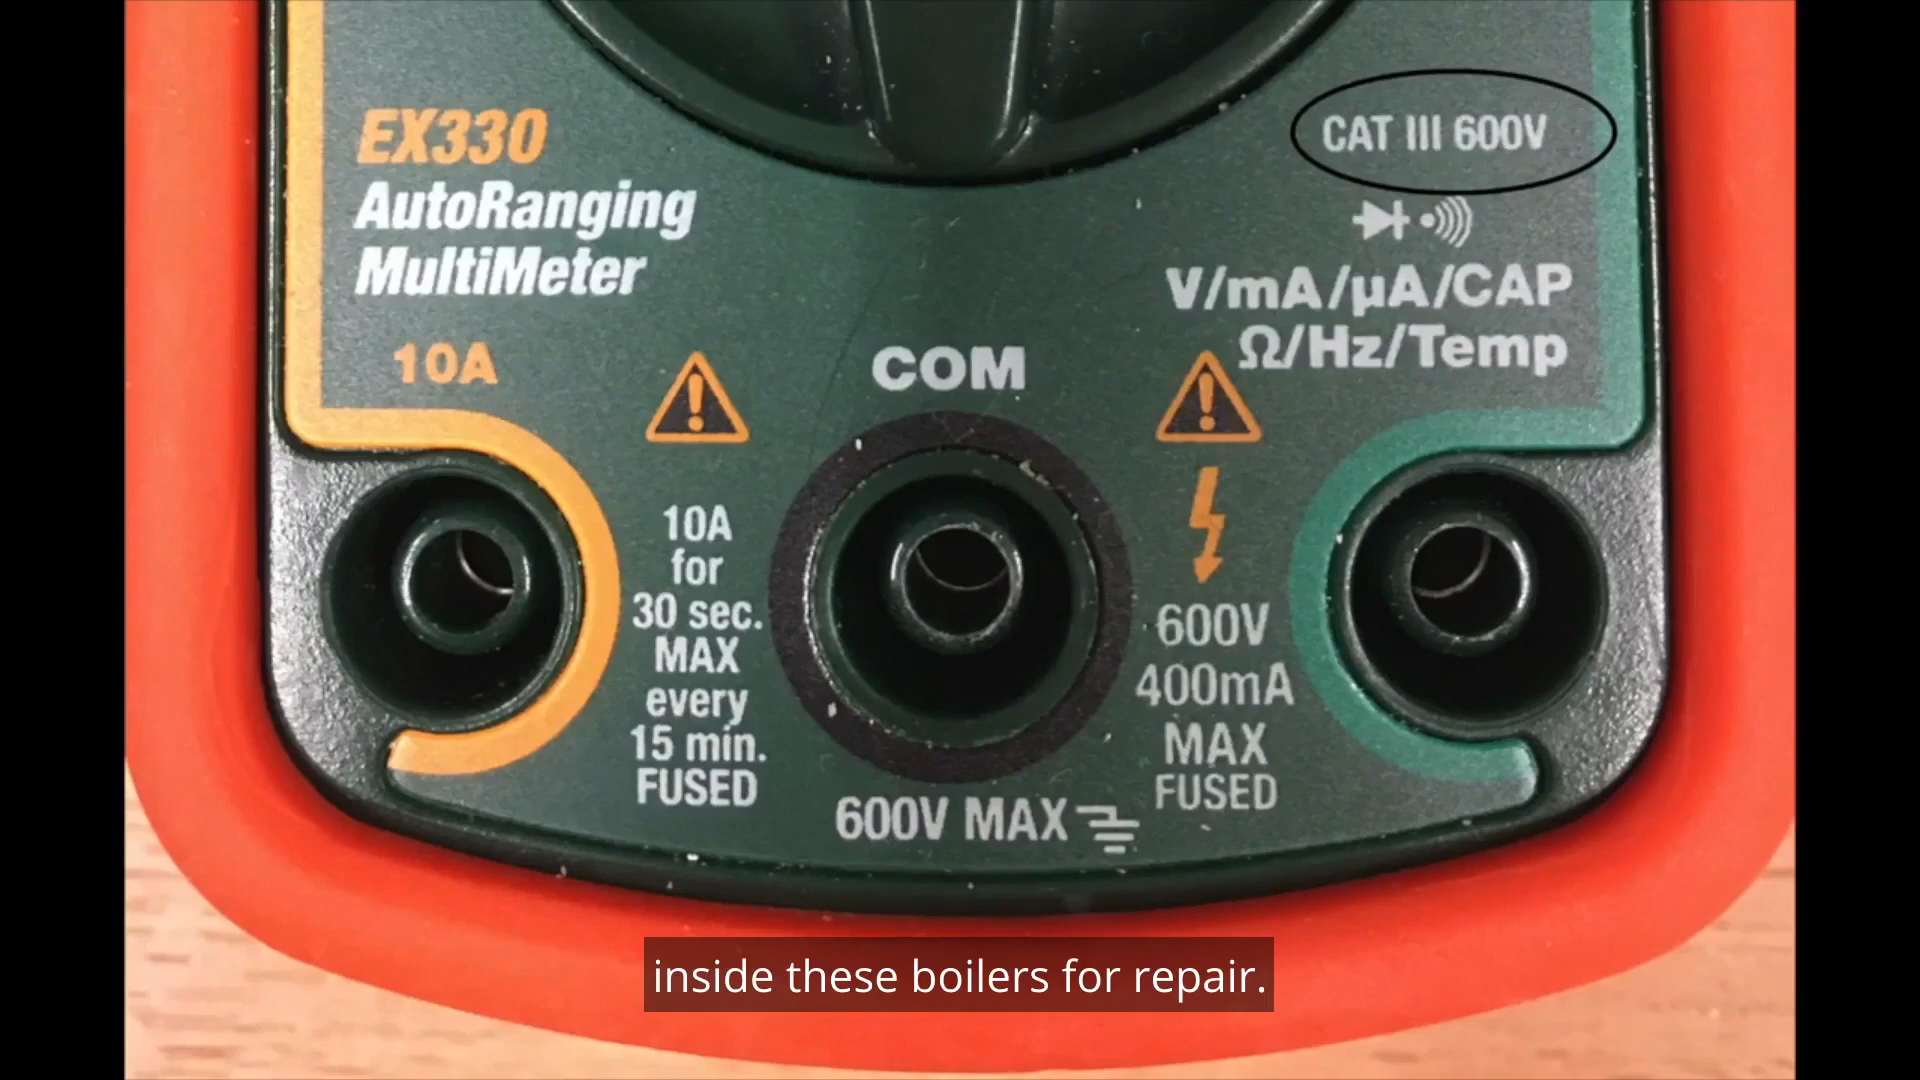 EX330
AutoRanging
MultiMeter
CAT III 600V
V/mA/µA/CAP
Ω/Hz/Temp
10A
COM
10A
for
30 sec.
MAX
every
15 min.
FUSED
600V
400mA
MAX
FUSED
600V MAX
inside these boilers for repair.